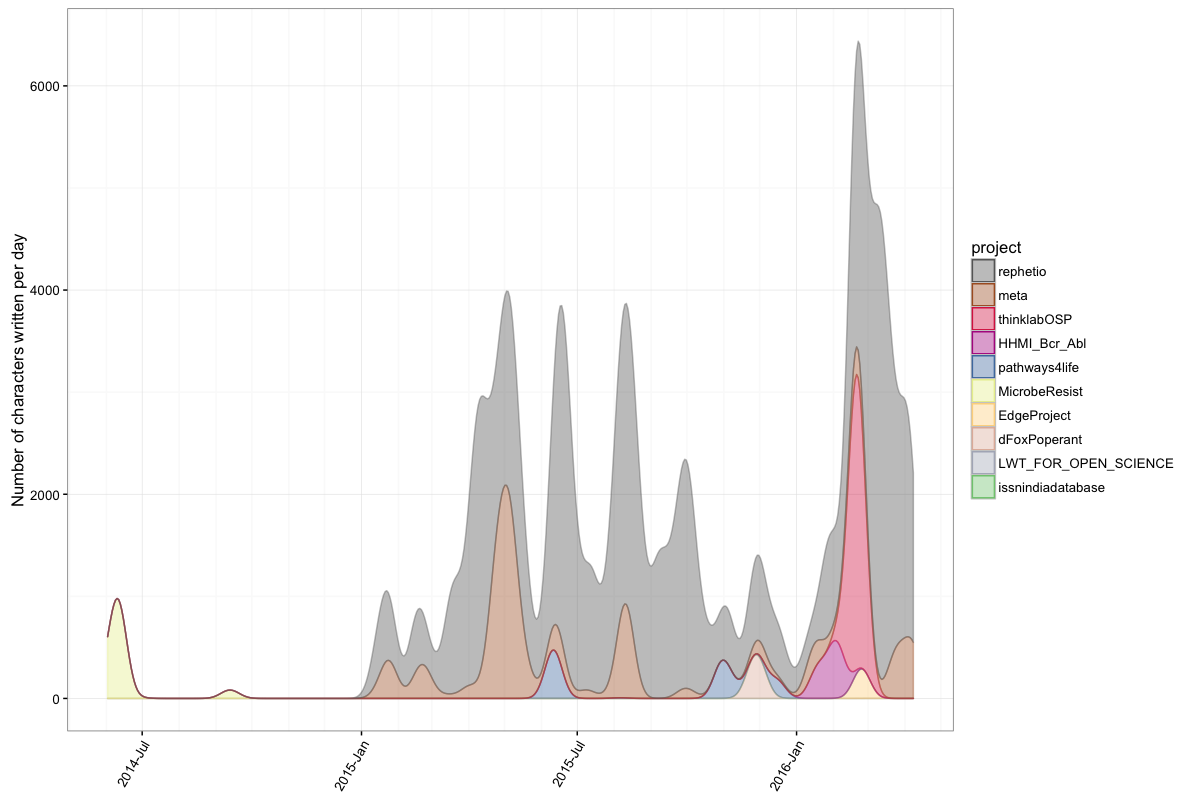 Number of characters written per day
6000
4000
2000
0
2014-Jul
2015-Jan
2015-Jul
2016-Jan
project
rephetio
meta
thinklabOSP
HHMI_Bcr_Abl
pathways4life
MicrobeResist
EdgeProject
dFoxPoperant
LWT_FOR_OPEN_SCIENCE
issnindiadatabase